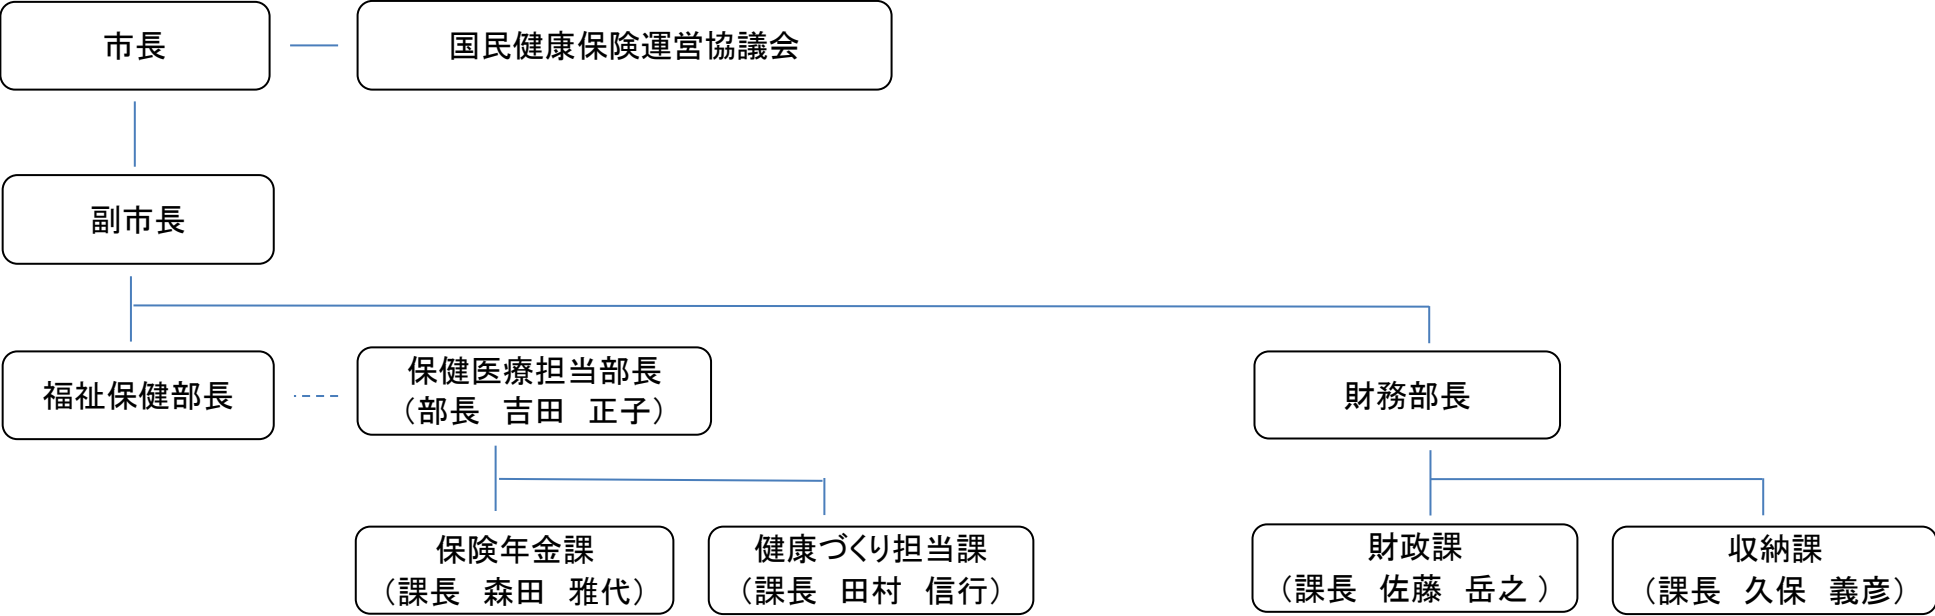 市長
国民健康保険運営協議会
副市長
福祉保健部長
保健医療担当部長
（部長　吉田　正子）
財務部長
保険年金課
（課長　森田　雅代）
健康づくり担当課
（課長　田村　信行）
財政課
（課長　佐藤　岳之 ）
収納課
（課長　久保　義彦）